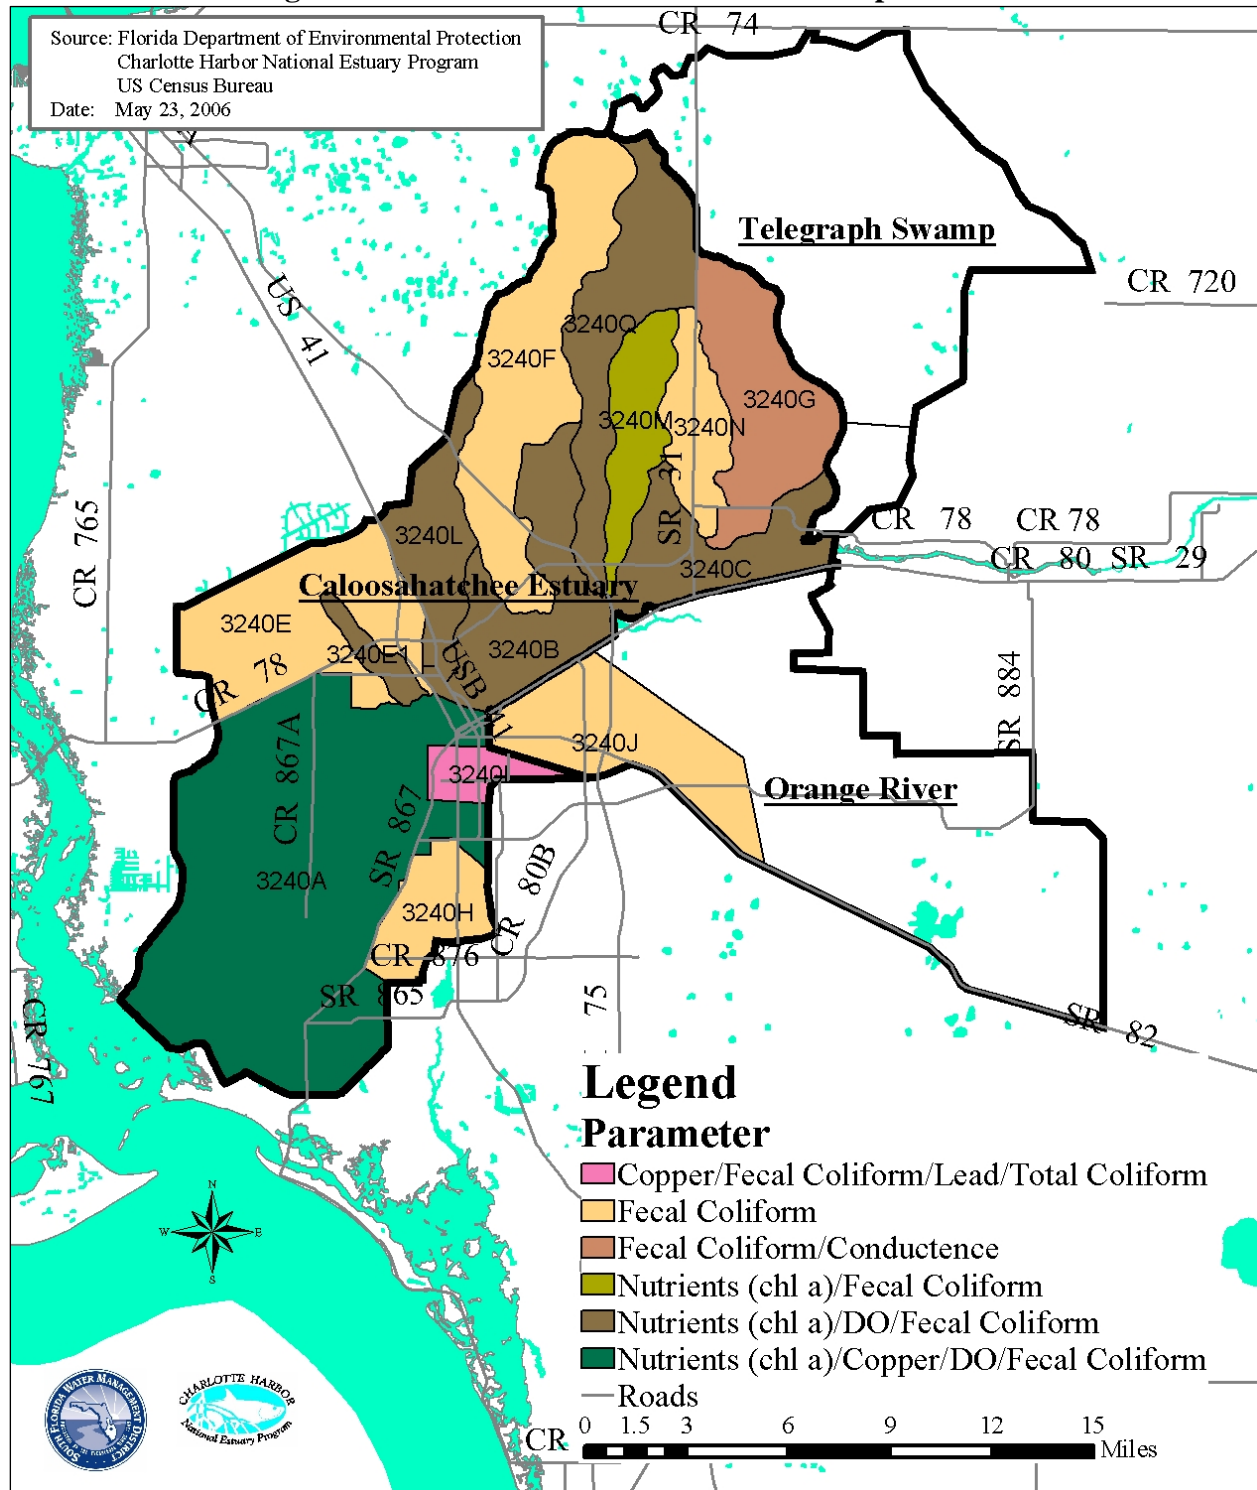 CR 74
Source: Florida Department of Environmental Protection
Charlotte Harbor National Estuary Program
US Census Bureau
Date: May 23, 2006
Telegraph Swamp
CR 720
US 41
3240Q
3240F
3240G
3240M
3240N
SR 31
CR 765
3240L
CR 78
CR 78
CR 80
SR 29
3240C
Caloosahatchee Estuary
3240E
3240E1
3240B
CR 78
USB 41
SR 884
3240J
CR 867A
3240I
Orange River
SR 867
3240A
CR 80B
3240H
CR 876
SR 865
75
CR 767
SR 82
Legend
Parameter
Copper/Fecal Coliform/Lead/Total Coliform
Fecal Coliform
Fecal Coliform/Conductence
Nutrients (chl a)/Fecal Coliform
Nutrients (chl a)/DO/Fecal Coliform
Nutrients (chl a)/Copper/DO/Fecal Coliform
Roads
0 1.5 3 6 9 12 15
Miles
N
W E
S
SOUTH FLORIDA WATER MANAGEMENT DISTRICT
CHARLOTTE HARBOR
National Estuary Program
CR